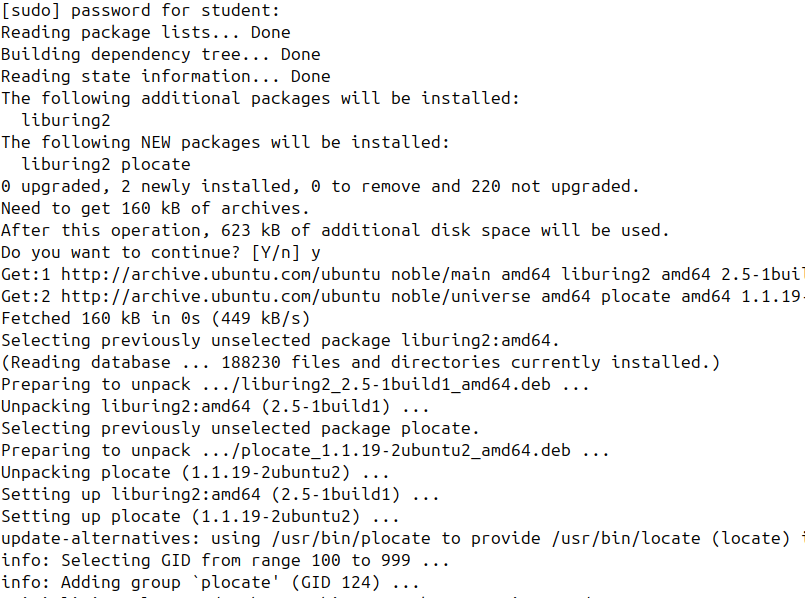 [sudo] password for student:
Reading package lists... Done
Building dependency tree... Done
Reading state information... Done
The following additional packages will be installed:
  liburing2
The following NEW packages will be installed:
  liburing2 plocate
0 upgraded, 2 newly installed, 0 to remove and 220 not upgraded.
Need to get 160 kB of archives.
After this operation, 623 kB of additional disk space will be used.
Do you want to continue? [Y/n] y
Get:1 http://archive.ubuntu.com/ubuntu noble/main amd64 liburing2 amd64 2.5-1buil
Get:2 http://archive.ubuntu.com/ubuntu noble/universe amd64 plocate amd64 1.1.19-
Fetched 160 kB in 0s (449 kB/s)
Selecting previously unselected package liburing2:amd64.
(Reading database ... 188230 files and directories currently installed.)
Preparing to unpack .../liburing2_2.5-1build1_amd64.deb ...
Unpacking liburing2:amd64 (2.5-1build1) ...
Selecting previously unselected package plocate.
Preparing to unpack .../plocate_1.1.19-2ubuntu2_amd64.deb ...
Unpacking plocate (1.1.19-2ubuntu2) ...
Setting up liburing2:amd64 (2.5-1build1) ...
Setting up plocate (1.1.19-2ubuntu2) ...
update-alternatives: using /usr/bin/plocate to provide /usr/bin/locate (locate) i
info: Selecting GID from range 100 to 999 ...
info: Adding group `plocate' (GID 124) ...